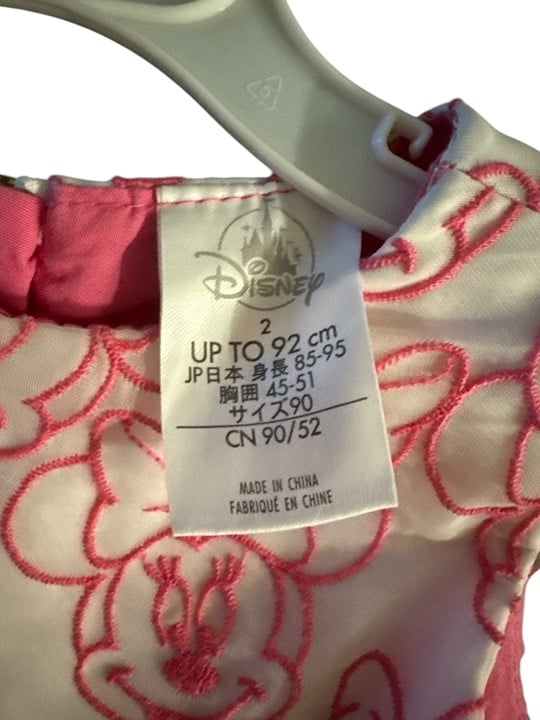 Disney
2
UP TO 92 cm
JP日本 身長 85-95
胸囲 45-51
サイズ90
CN 90/52
MADE IN CHINA
FABRIQUÉ EN CHINE